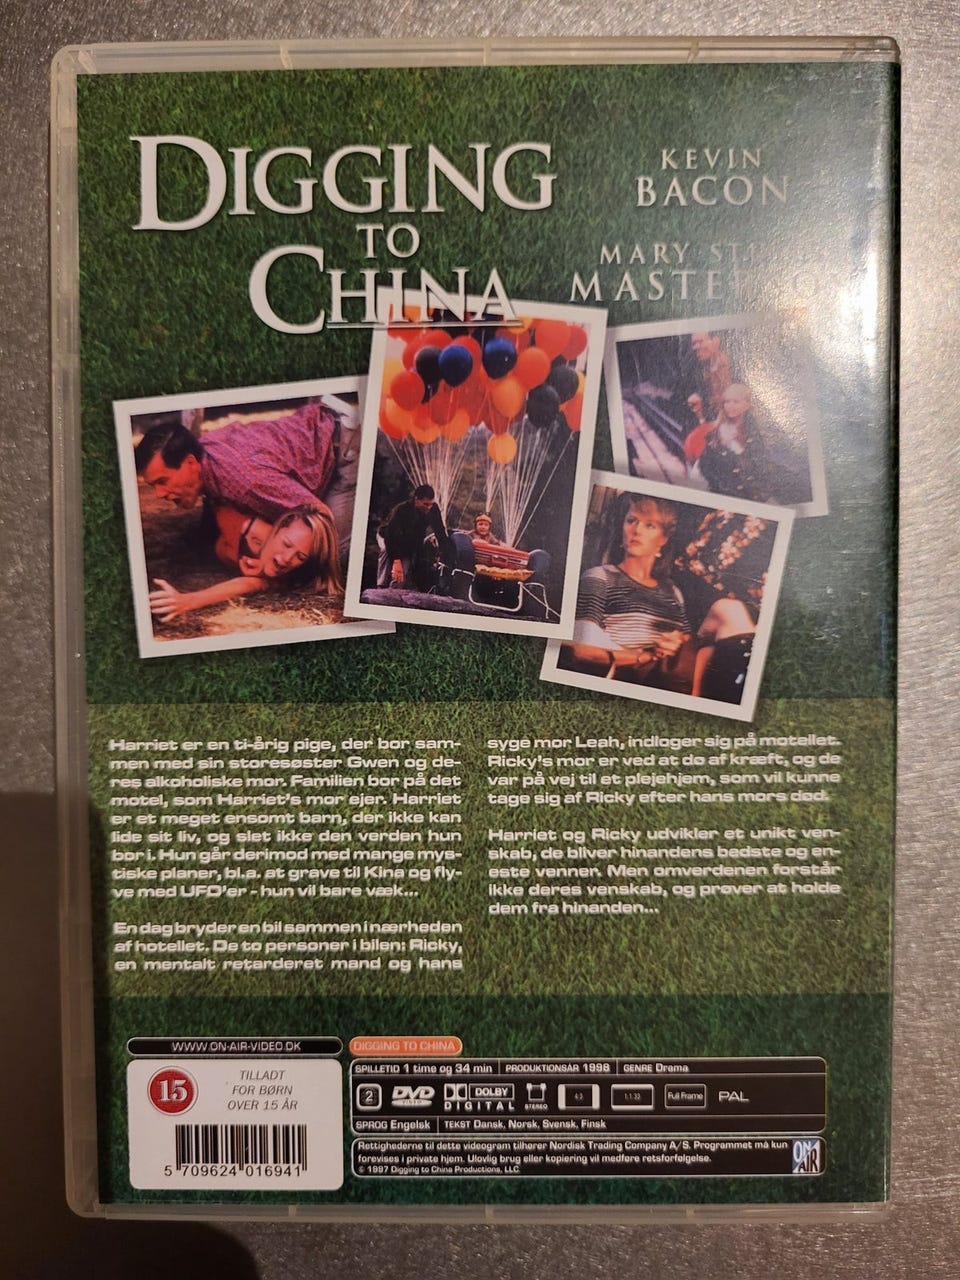 DIGGING
TO
CHINA
KEVIN
BACON
MARY
Harriet er en ti-årig pige, der bor sam-
men med sin storesøster Gwen og de-
res alkoholiske mor. Familien bor på det
motel, som Harriet's mor ejer. Harriet
er et meget ensomt barn, der ikke kan
lide sit liv, og slet ikke den verden hun
bor i. Hun går derimod med mange mys-
tiske planer, bl.a. at grave til Kina og fly-
ve med UFO'er - hun vil bare væk...
En dag bryder en bil sammen i nærheden
af hotellet. De to personer i bilen: Ricky,
en mentalt retarderet mand og hans
syge mor Leah, indloger sig på motellet.
Ricky's mor er ved at dø af kræft, og de
var på vej til et plejehjem, som vil kunne
tage sig af Ricky efter hans mors død.
Harriet og Ricky udvikler et unikt ven-
skab, de bliver hinandens bedste og en-
este venner. Men omverdenen forstår
ikke deres venskab, og prøver at holde
dem fra hinanden...
WWW.ON-AIR-VIDEO.DK
DIGGING TO CHINA
15
TILLADT
FOR BØRN
OVER 15 ÅR
5 709624 016941
SPILLETID 1 time og 34 min PRODUKTIONSÅR 1998 GENRE Drama
2 DVD VIDEO DOLBY DIGITAL STEREO 4:3 1:1.33 Full Frame PAL
SPROG Engelsk TEKST Dansk, Norsk, Svensk, Finsk
Rettighederne til dette videogram tilhører Nordisk Trading Company A/S. Programmet må kun
forevises i private hjem. Ulovlig brug eller kopiering vil medføre retsforfølgelse.
© 1997 Digging to China Productions, LLC.
ON AIR